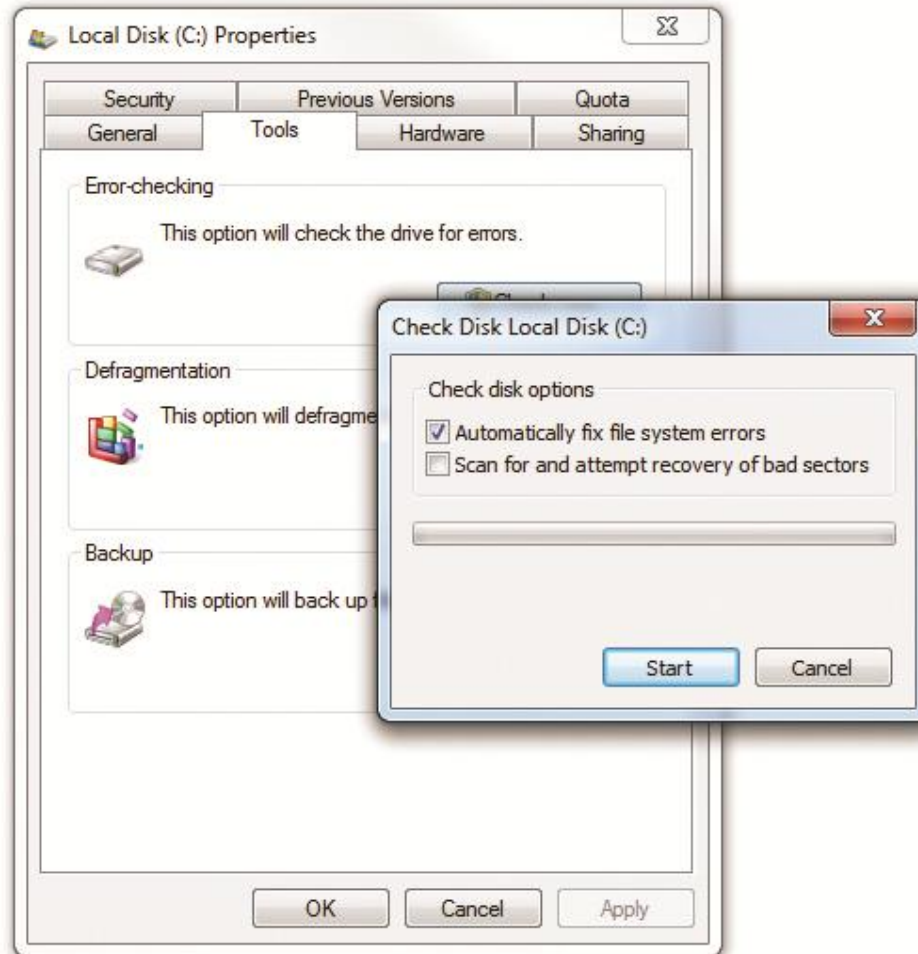 Local Disk (C:) Properties
Security Previous Versions Quota
General Tools Hardware Sharing
Error-checking
This option will check the drive for errors.
Check Disk Local Disk (C:)
Check disk options
Automatically fix file system errors
Scan for and attempt recovery of bad sectors
Start Cancel
Defragmentation
This option will
Backup
This option will back up
OK Cancel Apply